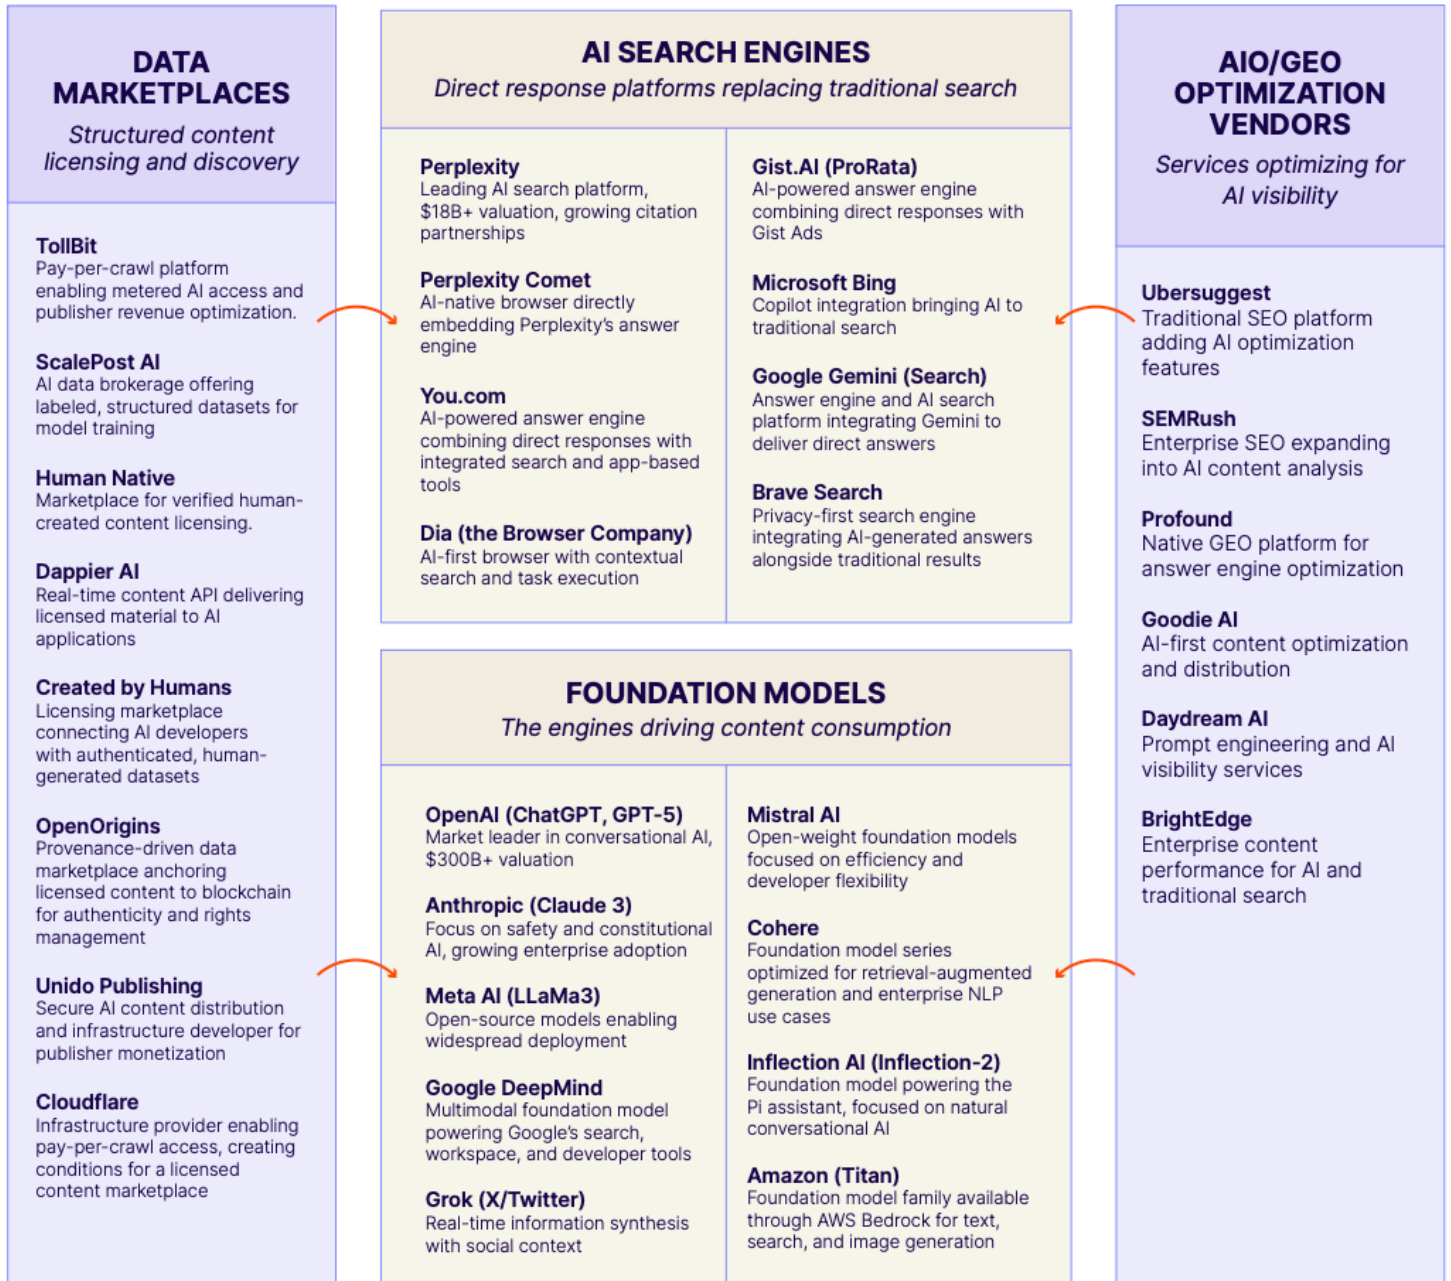 DATA
MARKETPLACES
Structured content
licensing and discovery
TollBit
Pay-per-crawl platform
enabling metered AI access and
publisher revenue optimization.
ScalePost AI
AI data brokerage offering
labeled, structured datasets for
model training
Human Native
Marketplace for verified human-
created content licensing.
Dappier AI
Real-time content API delivering
licensed material to AI
applications
Created by Humans
Licensing marketplace
connecting AI developers
with authenticated, human-
generated datasets
OpenOrigins
Provenance-driven data
marketplace anchoring
licensed content to blockchain
for authenticity and rights
management
Unido Publishing
Secure AI content distribution
and infrastructure developer for
publisher monetization
Cloudflare
Infrastructure provider enabling
pay-per-crawl access, creating
conditions for a licensed
content marketplace
AI SEARCH ENGINES
Direct response platforms replacing traditional search
Perplexity
Leading AI search platform,
$18B+ valuation, growing citation
partnerships
Perplexity Comet
AI-native browser directly
embedding Perplexity's answer
engine
You.com
AI-powered answer engine
combining direct responses with
integrated search and app-based
tools
Dia (the Browser Company)
AI-first browser with contextual
search and task execution
Gist.AI (ProRata)
AI-powered answer engine
combining direct responses with
Gist Ads
Microsoft Bing
Copilot integration bringing AI to
traditional search
Google Gemini (Search)
Answer engine and AI search
platform integrating Gemini to
deliver direct answers
Brave Search
Privacy-first search engine
integrating AI-generated answers
alongside traditional results
FOUNDATION MODELS
The engines driving content consumption
OpenAI (ChatGPT, GPT-5)
Market leader in conversational AI,
$300B+ valuation
Anthropic (Claude 3)
Focus on safety and constitutional
AI, growing enterprise adoption
Meta AI (LLaMa3)
Open-source models enabling
widespread deployment
Google DeepMind
Multimodal foundation model
powering Google's search,
workspace, and developer tools
Grok (X/Twitter)
Real-time information synthesis
with social context
Mistral AI
Open-weight foundation models
focused on efficiency and
developer flexibility
Cohere
Foundation model series
optimized for retrieval-augmented
generation and enterprise NLP
use cases
Inflection AI (Inflection-2)
Foundation model powering the
Pi assistant, focused on natural
conversational AI
Amazon (Titan)
Foundation model family available
through AWS Bedrock for text,
search, and image generation
AIO/GEO
OPTIMIZATION
VENDORS
Services optimizing for
AI visibility
Ubersuggest
Traditional SEO platform
adding AI optimization
features
SEMRush
Enterprise SEO expanding
into AI content analysis
Profound
Native GEO platform for
answer engine optimization
Goodie AI
AI-first content optimization
and distribution
Daydream AI
Prompt engineering and AI
visibility services
BrightEdge
Enterprise content
performance for AI and
traditional search